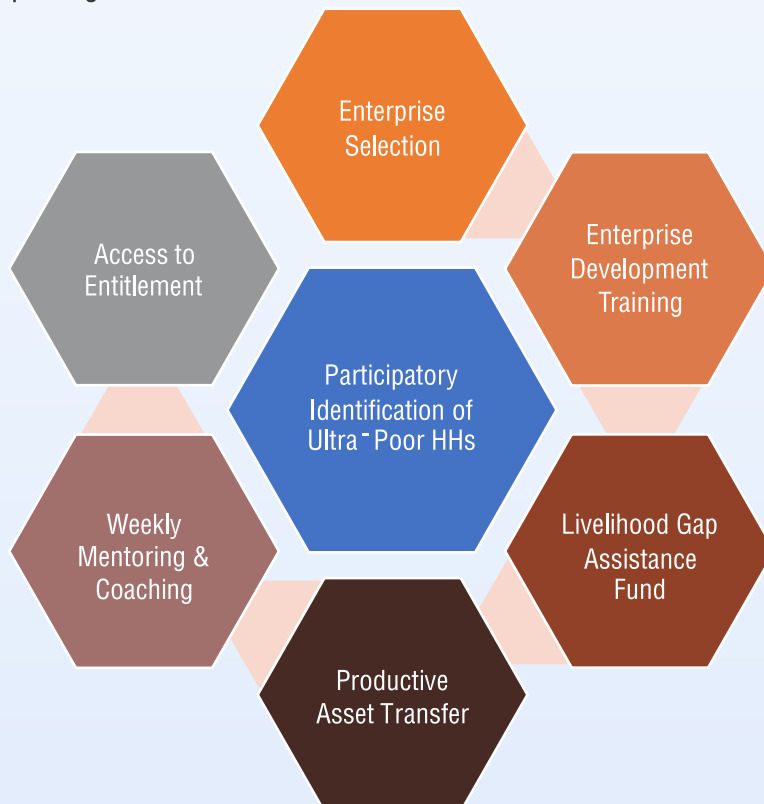 Enterprise
Selection
Enterprise
Development
Training
Livelihood Gap
Assistance
Fund
Productive
Asset Transfer
Weekly
Mentoring &
Coaching
Access to
Entitlement
Participatory
Identification of
Ultra-Poor HHs